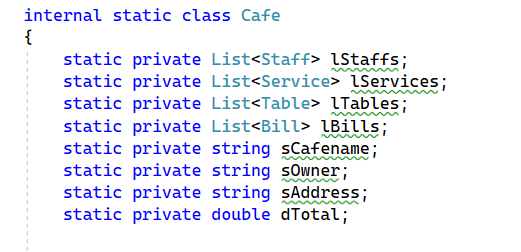 internal static class Cafe
{
static private List<Staff> lStaffs;
static private List<Service> lServices;
static private List<Table> lTables;
static private List<Bill> lBills;
static private string sCafename;
static private string sOwner;
static private string sAddress;
static private double dTotal;